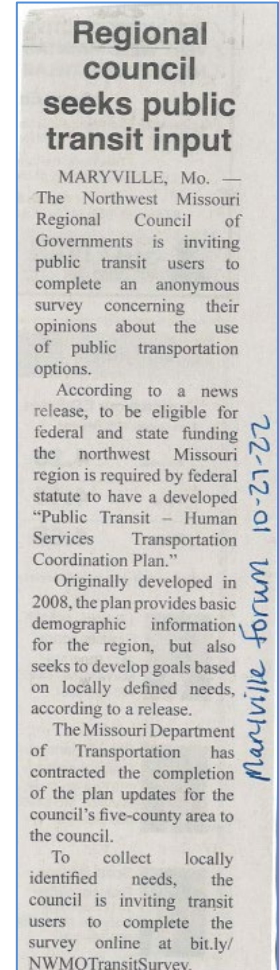 Regional
council
seeks public
transit input
MARYVILLE, Mo. —
The Northwest Missouri
Regional Council of
Governments is inviting
public transit users to
complete an anonymous
survey concerning their
opinions about the use
of public transportation
options.
According to a news
release, to be eligible for
federal and state funding
the northwest Missouri
region is required by federal
statute to have a developed
“Public Transit – Human
Services Transportation
Coordination Plan.”
Originally developed in
2008, the plan provides basic
demographic information
for the region, but also
seeks to develop goals based
on locally defined needs,
according to a release.
The Missouri Department
of Transportation has
contracted the completion
of the plan updates for the
council’s five-county area to
the council.
To collect locally
identified needs, the
council is inviting transit
users to complete the
survey online at bit.ly/
NWMOTransitSurvey.
Maryville Forum 10-27-22